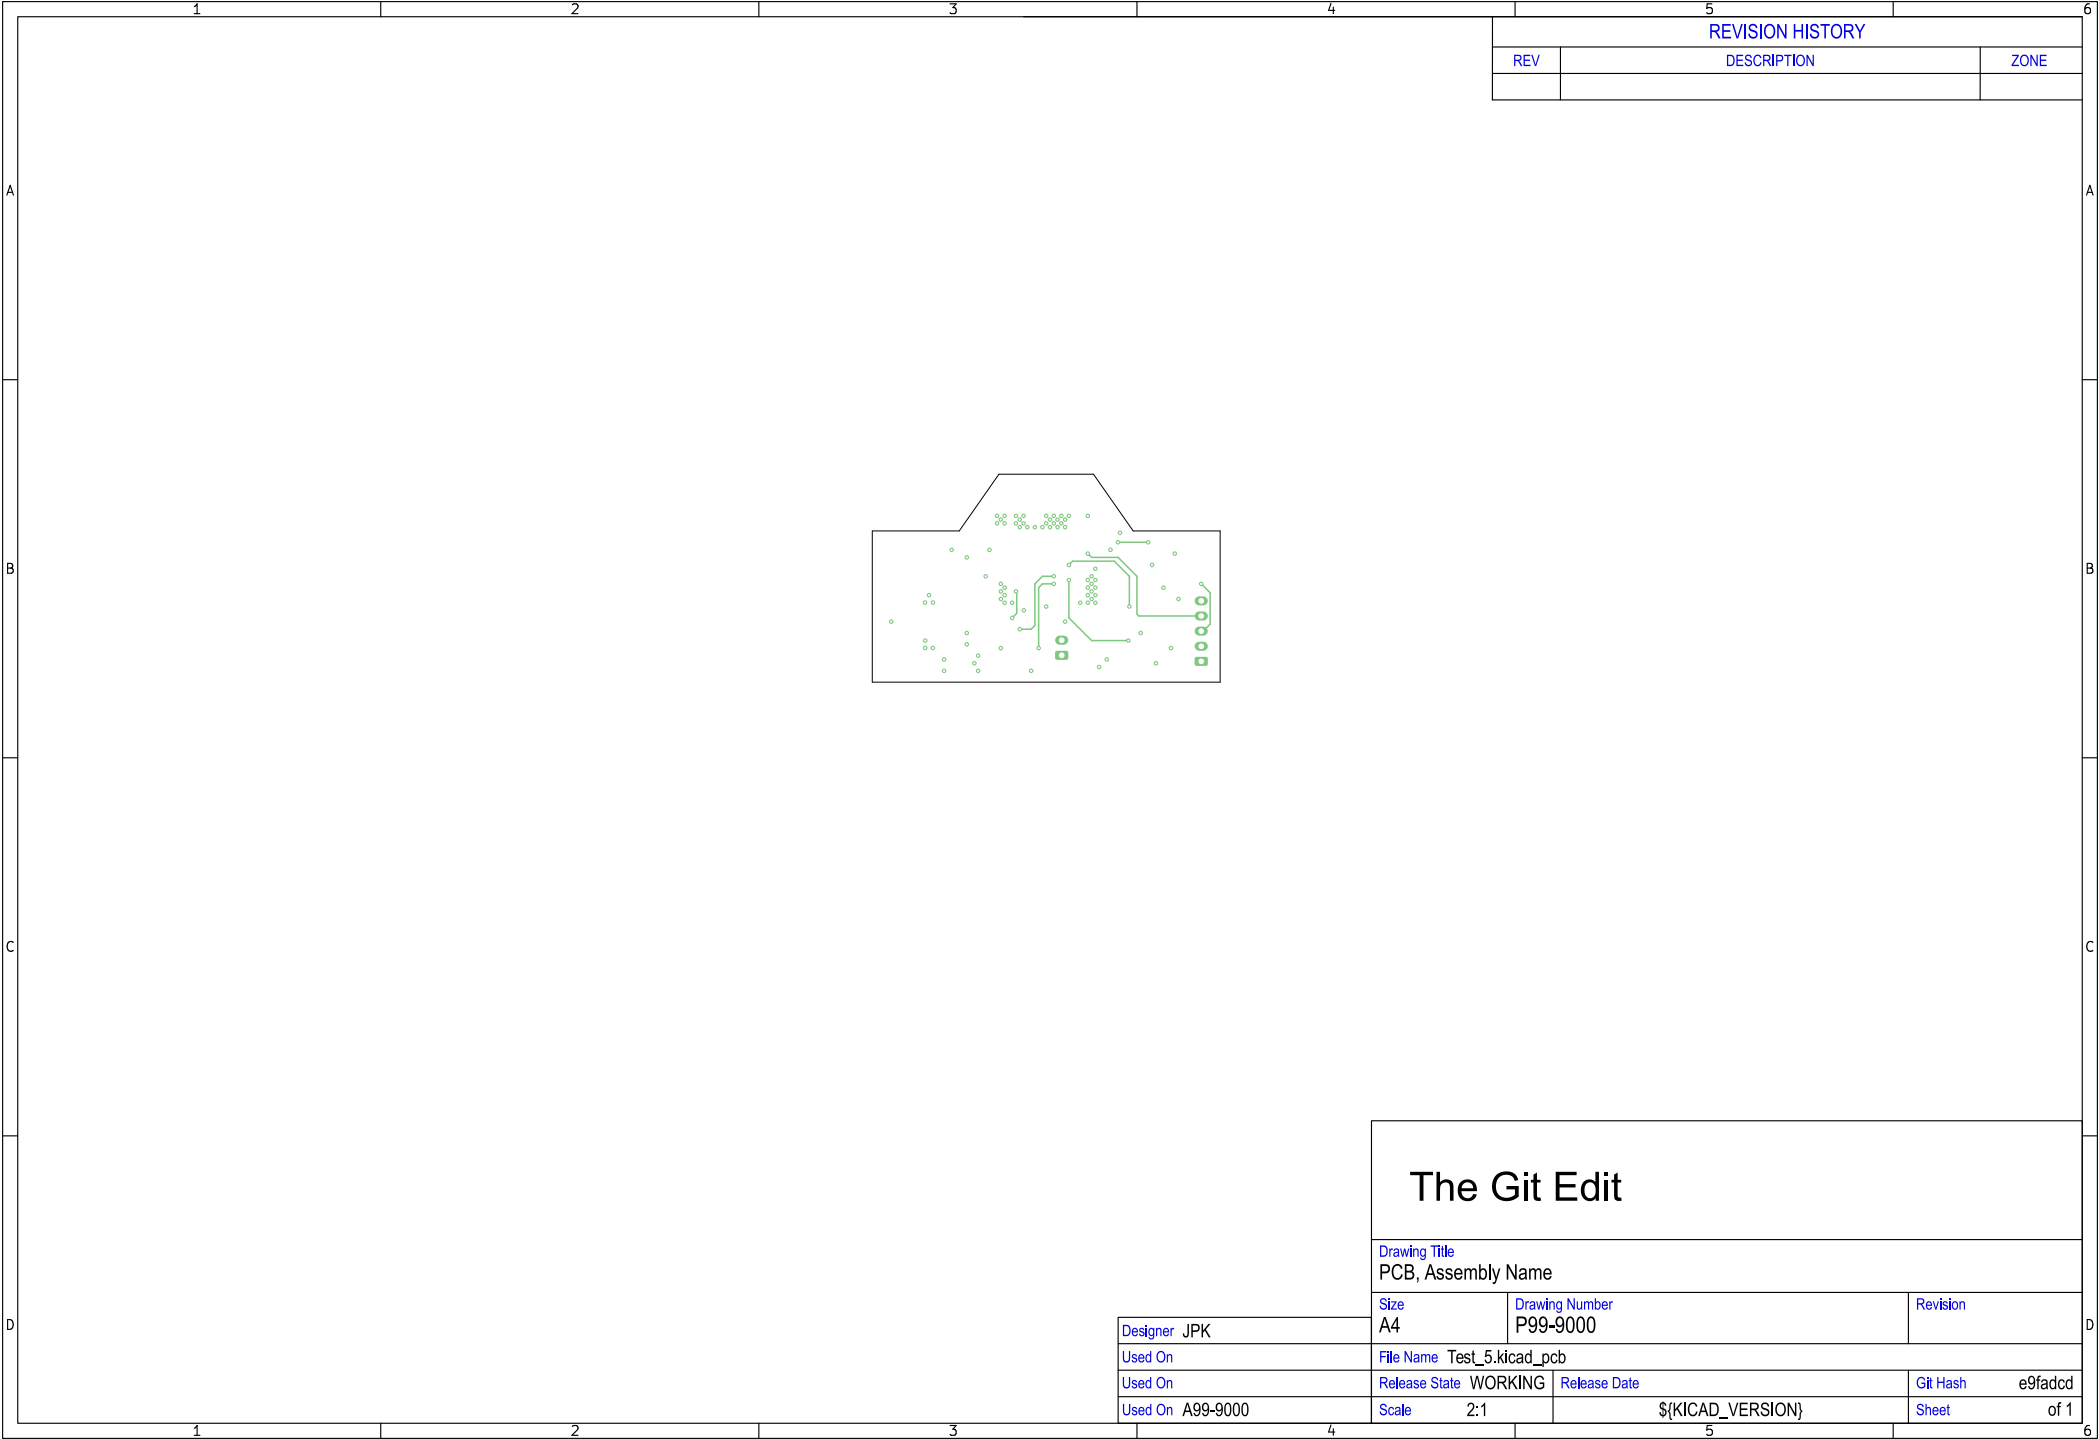 1 2 3 4 5 6
REVISION HISTORY
REV DESCRIPTION ZONE
A A
B B
C C
The Git Edit
Drawing Title
PCB, Assembly Name
Size Drawing Number Revision
A4 P99-9000
D D
Designer JPK
Used On
File Name Test_5.kicad_pcb
Used On
Release State WORKING Release Date Git Hash e9fadcd
Used On A99-9000
Scale 2:1 ${KICAD_VERSION} Sheet of 1
3 4 5 6